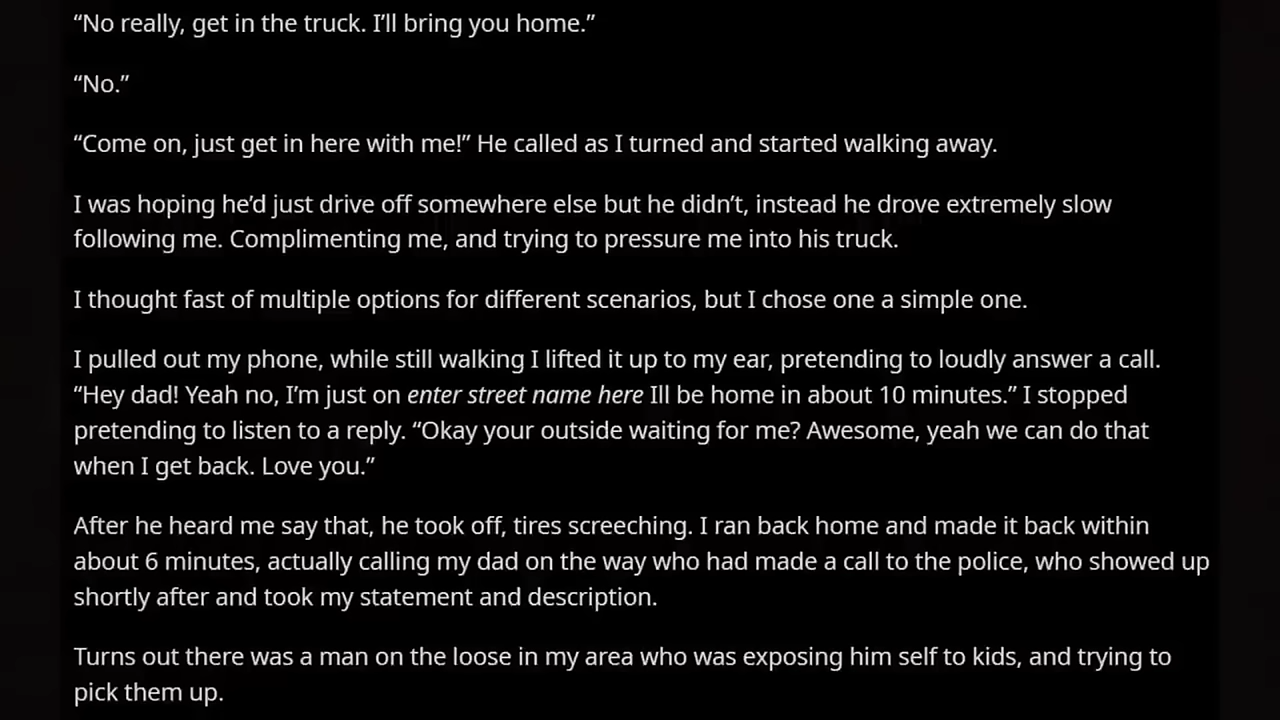 “No really, get in the truck. I’ll bring you home.”
“No.”
“Come on, just get in here with me!” He called as I turned and started walking away.
I was hoping he’d just drive off somewhere else but he didn’t, instead he drove extremely slow
following me. Complimenting me, and trying to pressure me into his truck.
I thought fast of multiple options for different scenarios, but I chose one a simple one.
I pulled out my phone, while still walking I lifted it up to my ear, pretending to loudly answer a call.
“Hey dad! Yeah no, I’m just on enter street name here Ill be home in about 10 minutes.” I stopped
pretending to listen to a reply. “Okay your outside waiting for me? Awesome, yeah we can do that
when I get back. Love you.”
After he heard me say that, he took off, tires screeching. I ran back home and made it back within
about 6 minutes, actually calling my dad on the way who had made a call to the police, who showed up
shortly after and took my statement and description.
Turns out there was a man on the loose in my area who was exposing him self to kids, and trying to
pick them up.